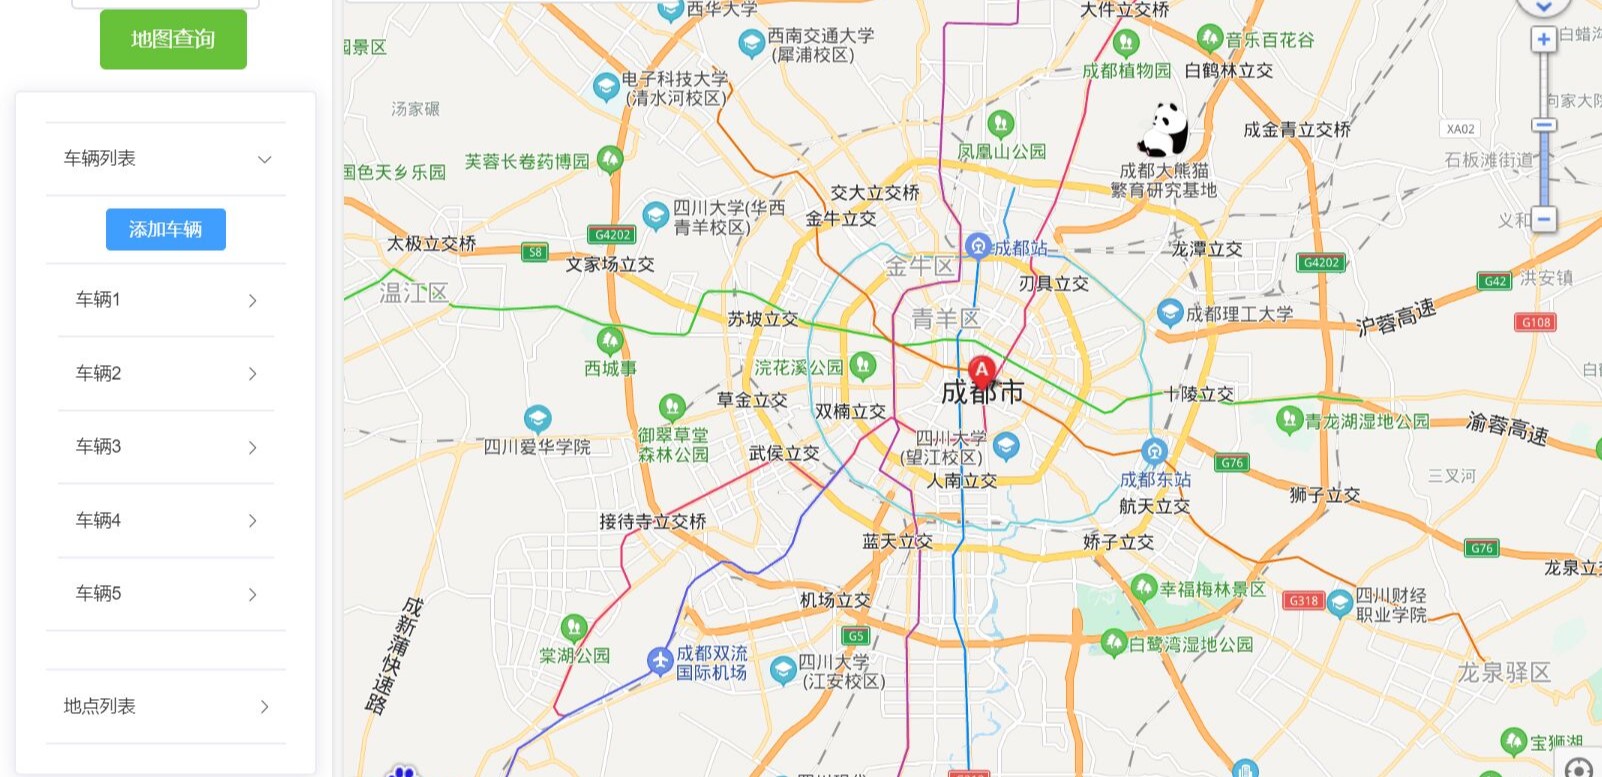 地图查询
车辆列表
添加车辆
车辆1
车辆2
车辆3
车辆4
车辆5
地点列表
西华大学
大件立交桥
西南交通大学
(犀浦校区)
音乐百花谷
白鹤林立交
成都植物园
园景区
电子科技大学
(清水河校区)
汤家碾
向家大院
成金青立交桥
XA02
凤凰山公园
石板滩街道
芙蓉长卷药博园
国色天乡乐园
成都大熊猫
繁育研究基地
交大立交桥
四川大学(华西
青羊校区)
金牛立交
义和
G4202
太极立交桥
S8
文家场立交
成都站
龙潭立交
G4202
金牛区
刃具立交
G42
洪安镇
温江区
青羊区
苏坡立交
成都理工大学
沪蓉高速
G108
西城事
浣花溪公园
A
成都市
草金立交
双楠立交
十陵立交
青龙湖湿地公园
渝蓉高速
四川爱华学院
御翠草堂
森林公园
四川大学
(望江校区)
武侯立交
人南立交
成都东站
G76
三叉河
狮子立交
航天立交
接待寺立交桥
蓝天立交
娇子立交
G76
龙泉立
幸福梅林景区
G318
四川财经
职业学院
机场立交
G5
成新蒲快速路
棠湖公园
白鹭湾湿地公园
成都双流
国际机场
四川大学
(江安校区)
龙泉驿区
宝狮湖